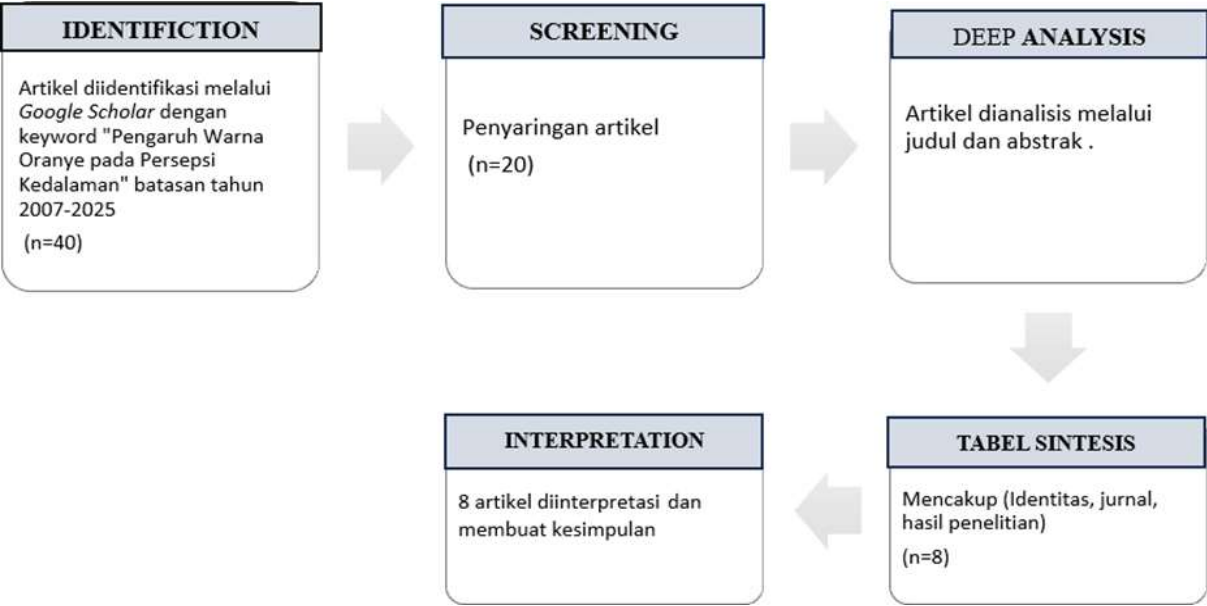 IDENTIFICTION
Artikel diidentifikasi melalui
Google Scholar dengan
keyword "Pengaruh Warna
Oranye pada Persepsi
Kedalaman" batasan tahun
2007-2025
(n=40)
SCREENING
Penyaringan artikel
(n=20)
DEEP ANALYSIS
Artikel dianalisis melalui
judul dan abstrak .
TABEL SINTESIS
Mencakup (Identitas, jurnal,
hasil penelitian)
(n=8)
INTERPRETATION
8 artikel diinterpretasi dan
membuat kesimpulan